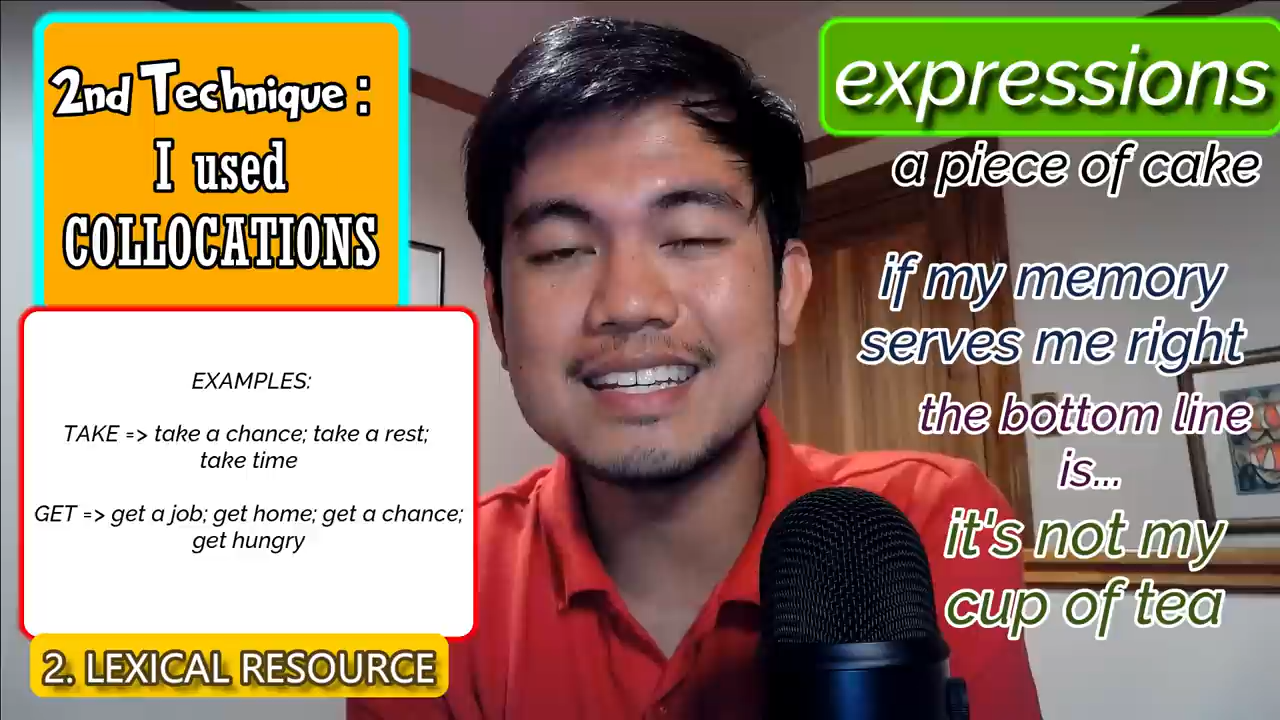 2nd Technique:
I used
COLLOCATIONS
EXAMPLES:
TAKE => take a chance; take a rest;
take time
GET => get a job; get home; get a chance;
get hungry
2. LEXICAL RESOURCE
expressions
a piece of cake
if my memory
serves me right
the bottom line
is...
it's not my
cup of tea